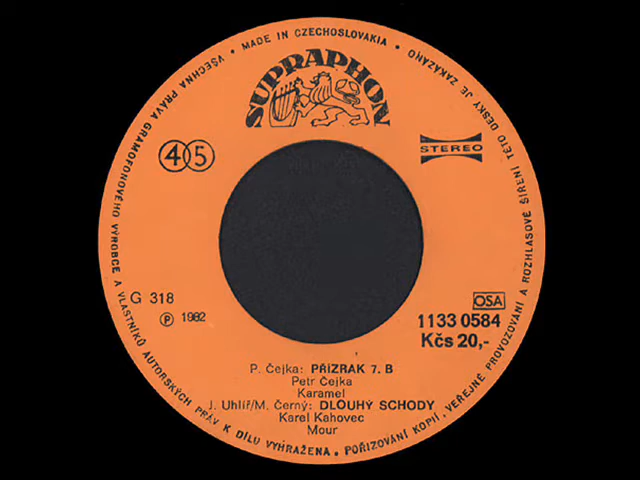 • MADE IN CZECHOSLOVAKIA •
VŠECHNA PRÁVA GRAMOFONOVÉHO VÝROBCE A VLASTNÍKŮ AUTORSKÝCH PRÁV K DÍLU VYHRAŽENA. POŘIZOVÁNÍ KOPIÍ, VEŘEJNÉ PROVOZOVÁNÍ A ROZHLASOVÉ ŠÍŘENÍ TÉTO DESKY JE ZAKÁZÁNO
SUPRAPHON
45
STEREO
G 318
Ⓟ 1982
OSA
1133 0584
Kčs 20,-
P. Čejka: PŘÍZRAK 7. B
Petr Čejka
Karamel
J. Uhlíř/M. Černý: DLOUHÝ SCHODY
Karel Kahovec
Mour